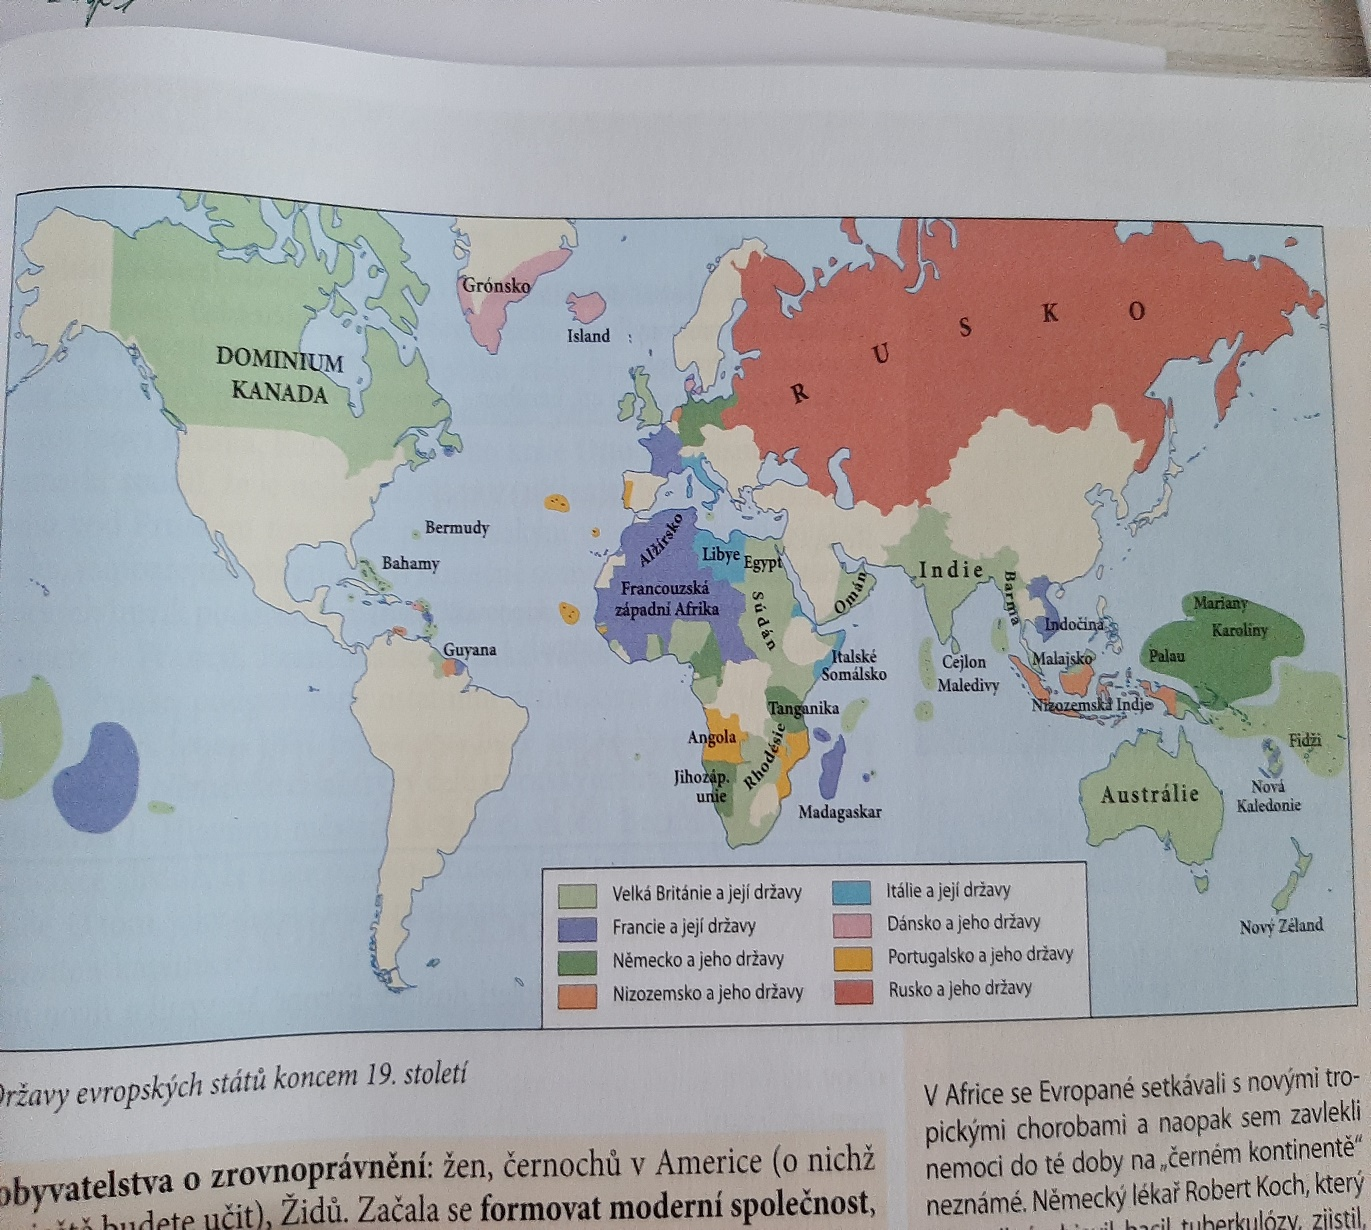 Grónsko
Island
R U S K O
DOMINIUM
KANADA
Bermudy
Bahamy
Guyana
Alžírsko
Libye
Egypt
Francouzská
západní Afrika
Súdán
Omán
Indie
Barma
Indočína
Mariany
Karolíny
Palau
Italské
Somálsko
Cejlon
Maledivy
Malajsko
Nizozemská Indie
Tanganika
Angola
Rhodésie
Jihozáp.
unie
Madagaskar
Austrálie
Fidži
Nová
Kaledonie
Nový Zéland
Velká Británie a její državy
Francie a její državy
Německo a jeho državy
Nizozemsko a jeho državy
Itálie a její državy
Dánsko a jeho državy
Portugalsko a jeho državy
Rusko a jeho državy
Državy evropských států koncem 19. století
obyvatelstva o zrovnoprávnění: žen, černochů v Americe (o nichž
budete učit), Židů. Začala se formovat moderní společnost,
V Africe se Evropané setkávali s novými tro-
pickými chorobami a naopak sem zavlekli
nemoci do té doby na „černém kontinentě“
neznámé. Německý lékař Robert Koch, který
bacil tuberkulózy, zjistil